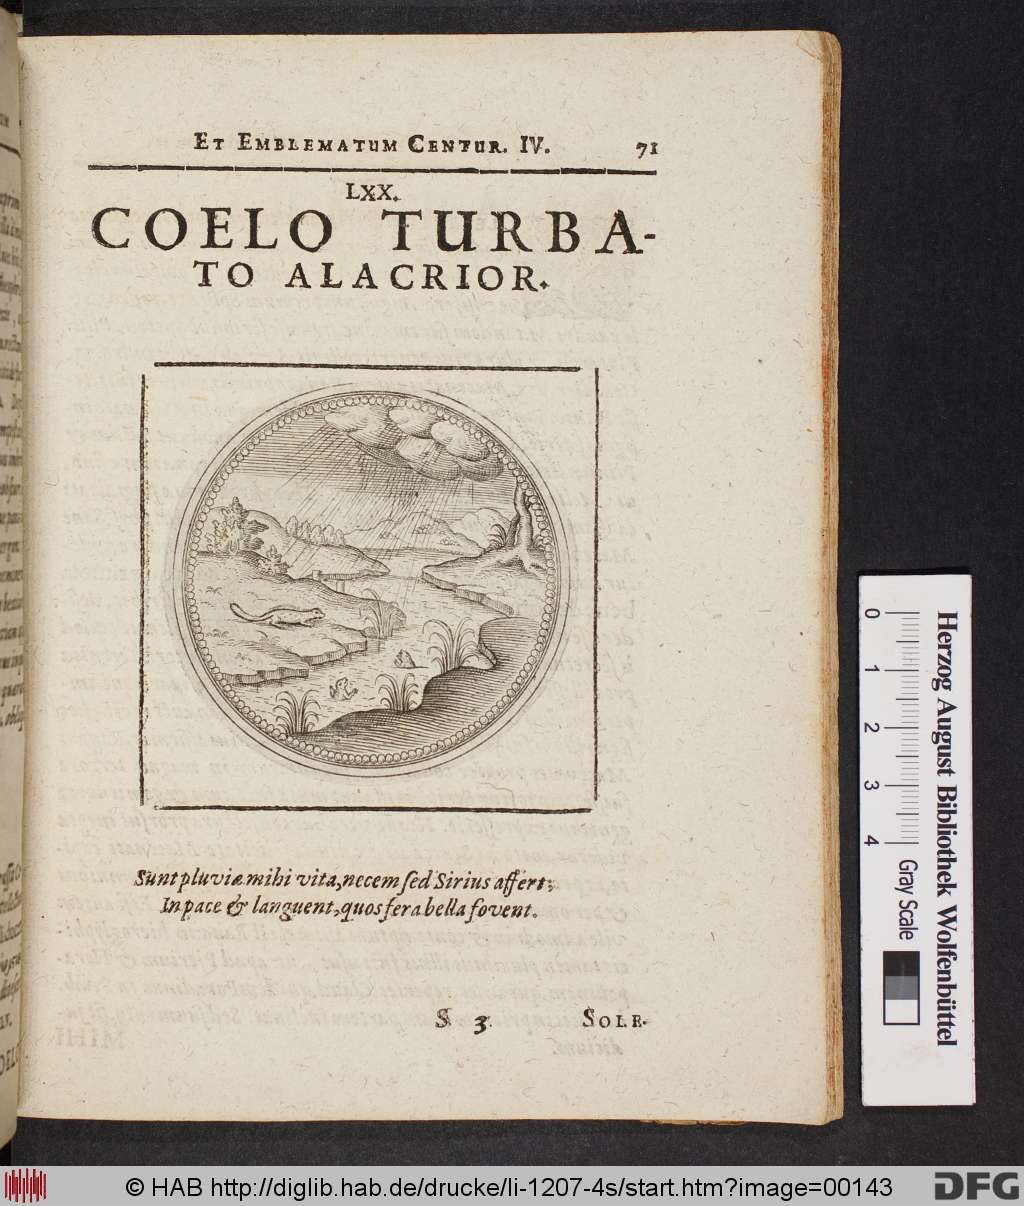 ET EMBLEMATUM CENTUR. IV. 71
LXX.
COELO TURBA-
TO ALACRIOR.
Sunt pluviæ mihi vita, necem sed Sirius affert;
In pace & languent, quos fera bella fovent.
S 3 SOLE-
0 1 2 3 4
Gray Scale
Herzog August Bibliothek Wolfenbüttel
© HAB http://diglib.hab.de/drucke/li-1207-4s/start.htm?image=00143
DFG